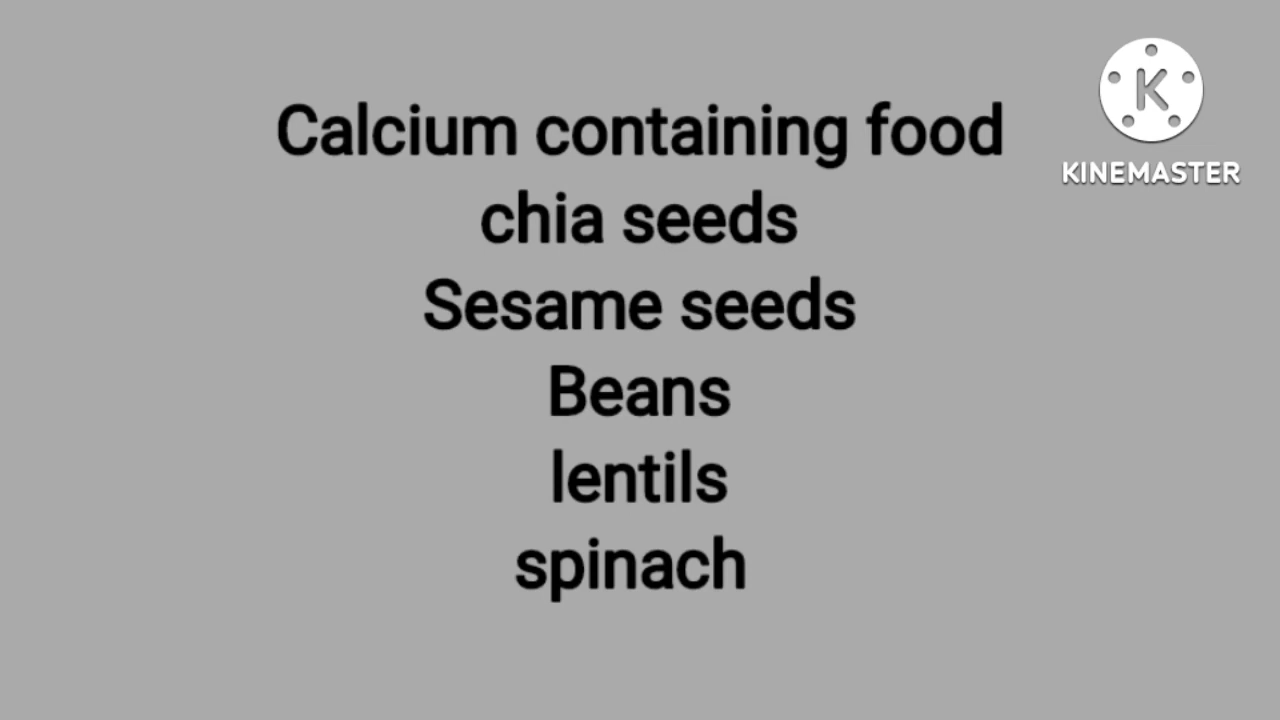 Calcium containing food
chia seeds
Sesame seeds
Beans
lentils
spinach
K
KINEMASTER